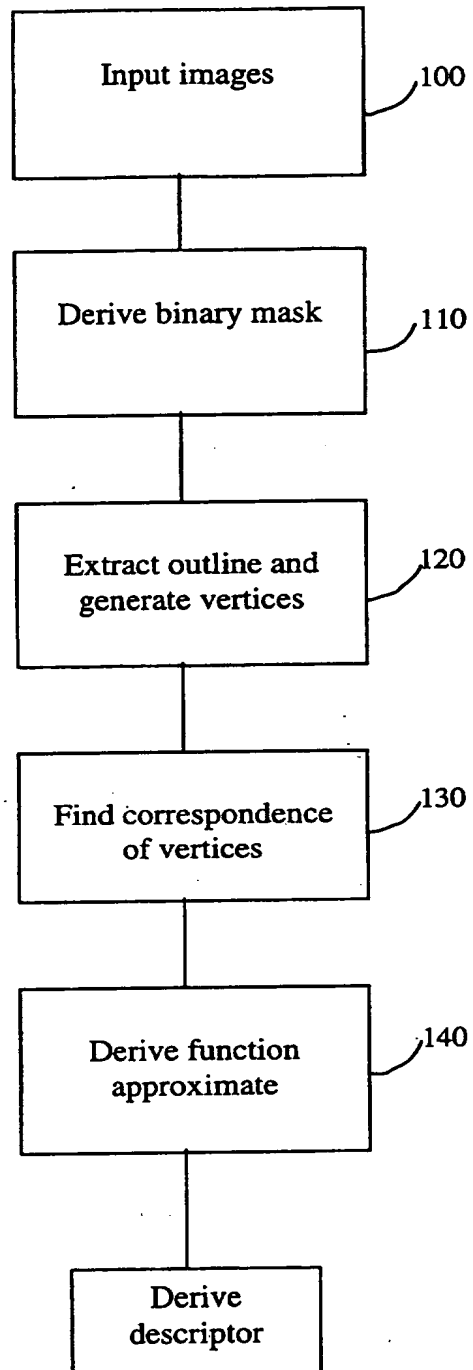 Input images
100
Derive binary mask
110
Extract outline and
generate vertices
120
Find correspondence
of vertices
130
Derive function
approximate
140
Derive
descriptor